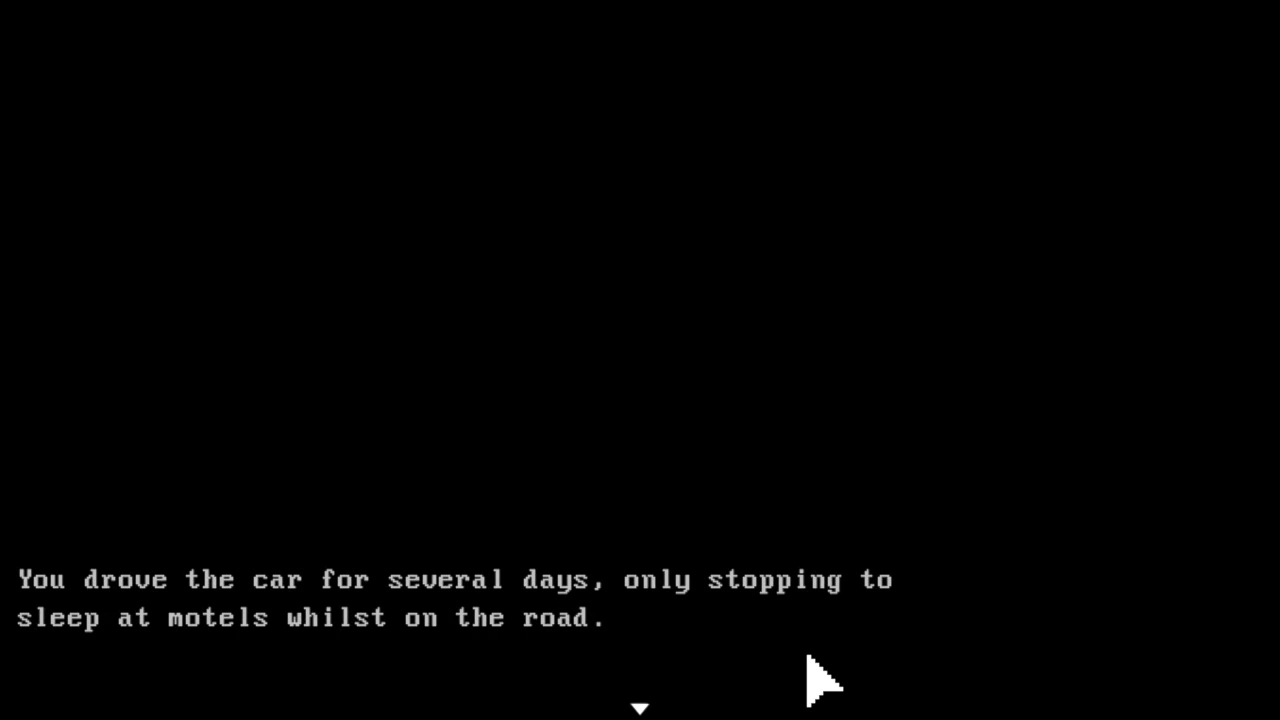 You drove the car for several days, only stopping to
sleep at motels whilst on the road.